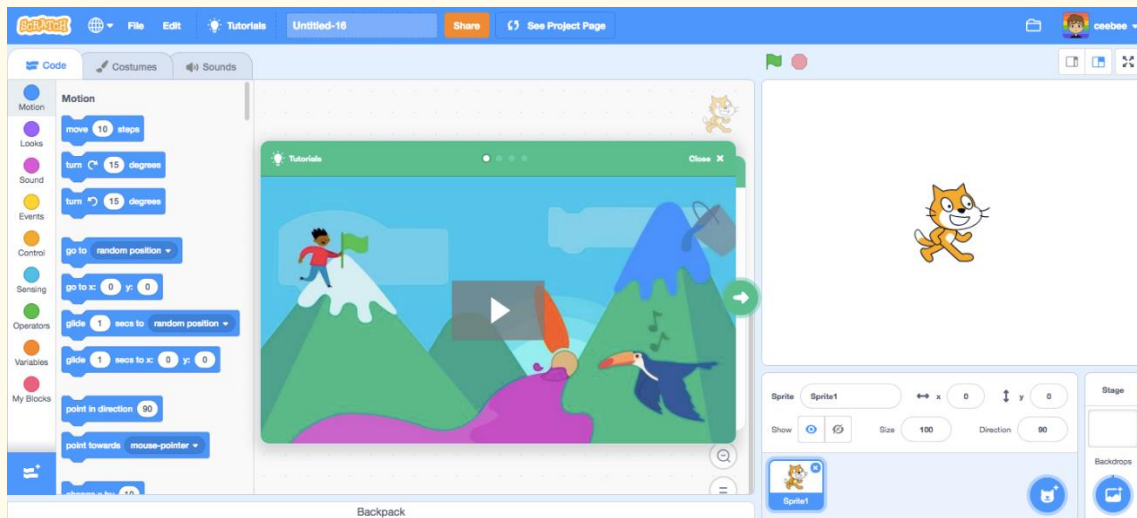 SCRATCH File Edit Tutorials Untitled-16 Share See Project Page ceebee
Code Costumes Sounds
Motion
Looks
Sound
Events
Control
Sensing
Operators
Variables
My Blocks
Motion
move 10 steps
turn 15 degrees
turn 15 degrees
go to random position
go to x: 0 y: 0
glide 1 secs to random position
glide 1 secs to x: 0 y: 0
point in direction 90
point towards mouse-pointer
change x by 10
Tutorials Close
Backpack
Sprite Sprite1 x 0 y 0
Show Size 100 Direction 90
Sprite1
Stage
Backdrops